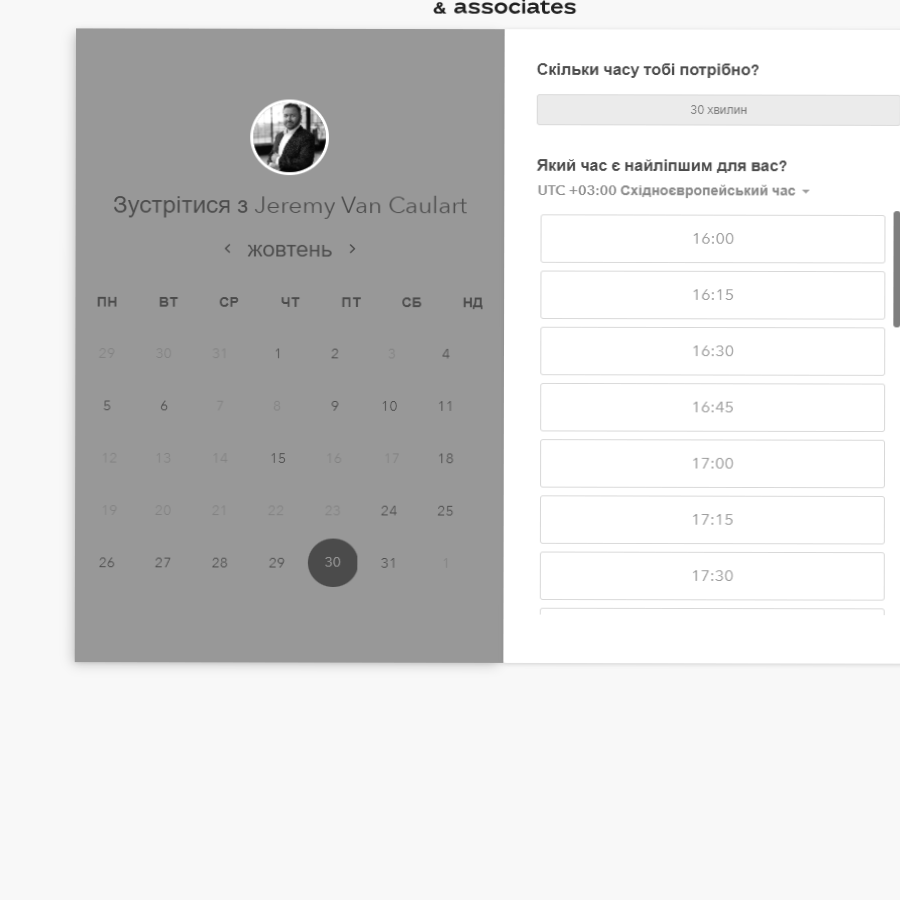 & associates
Зустрітися з Jeremy Van Caulart
жовтень
ПН ВТ СР ЧТ ПТ СБ НД
29 30 31 1 2 3 4
5 6 7 8 9 10 11
12 13 14 15 16 17 18
19 20 21 22 23 24 25
26 27 28 29 30 31 1
Скільки часу тобі потрібно?
30 хвилин
Який час є найліпшим для вас?
UTC +03:00 Східноєвропейський час
16:00
16:15
16:30
16:45
17:00
17:15
17:30